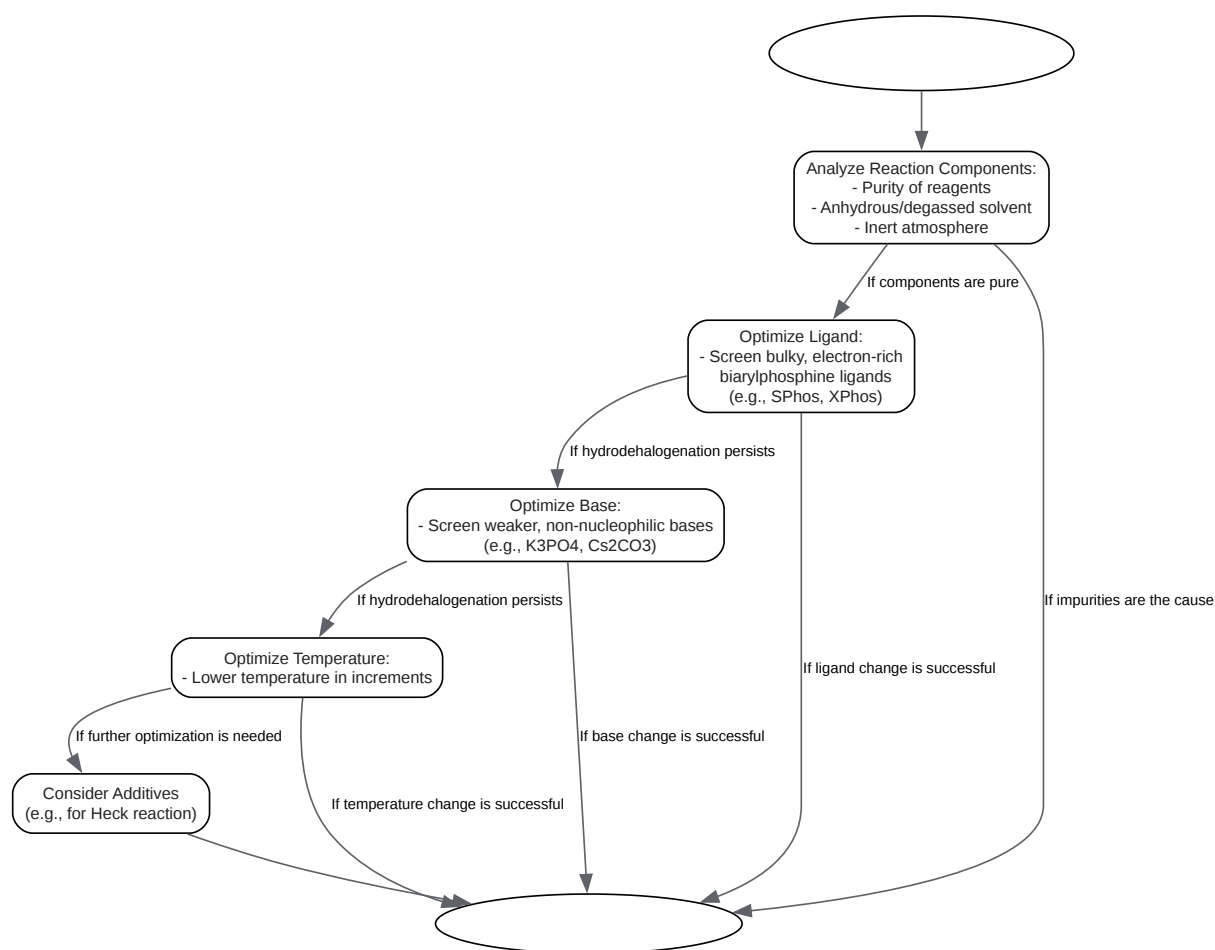 Analyze Reaction Components:
- Purity of reagents
- Anhydrous/degassed solvent
- Inert atmosphere
If components are pure
Optimize Ligand:
- Screen bulky, electron-rich
biarylphosphine ligands
(e.g., SPhos, XPhos)
If hydrodehalogenation persists
Optimize Base:
- Screen weaker, non-nucleophilic bases
(e.g., K3PO4, Cs2CO3)
If hydrodehalogenation persists
If impurities are the cause
Optimize Temperature:
- Lower temperature in increments
If ligand change is successful
If further optimization is needed
If base change is successful
Consider Additives
(e.g., for Heck reaction)
If temperature change is successful